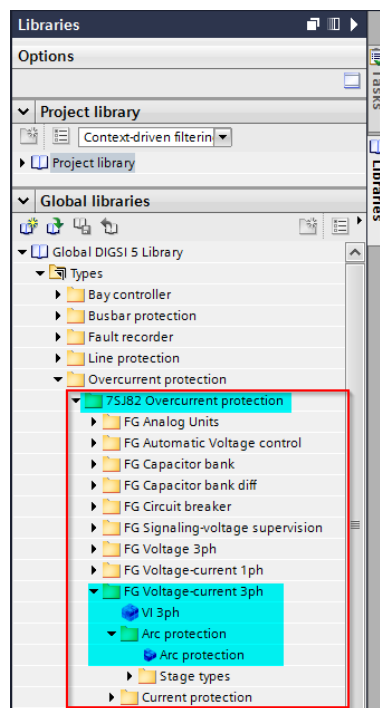 Libraries
Options
Tasks
Project library
Context-driven filterin
Project library
Libraries
Global libraries
Global DIGSI 5 Library
Types
Bay controller
Busbar protection
Fault recorder
Line protection
Overcurrent protection
7SJ82 Overcurrent protection
FG Analog Units
FG Automatic Voltage control
FG Capacitor bank
FG Capacitor bank diff
FG Circuit breaker
FG Signaling-voltage supervision
FG Voltage 3ph
FG Voltage-current 1ph
FG Voltage-current 3ph
VI 3ph
Arc protection
Arc protection
Stage types
Current protection